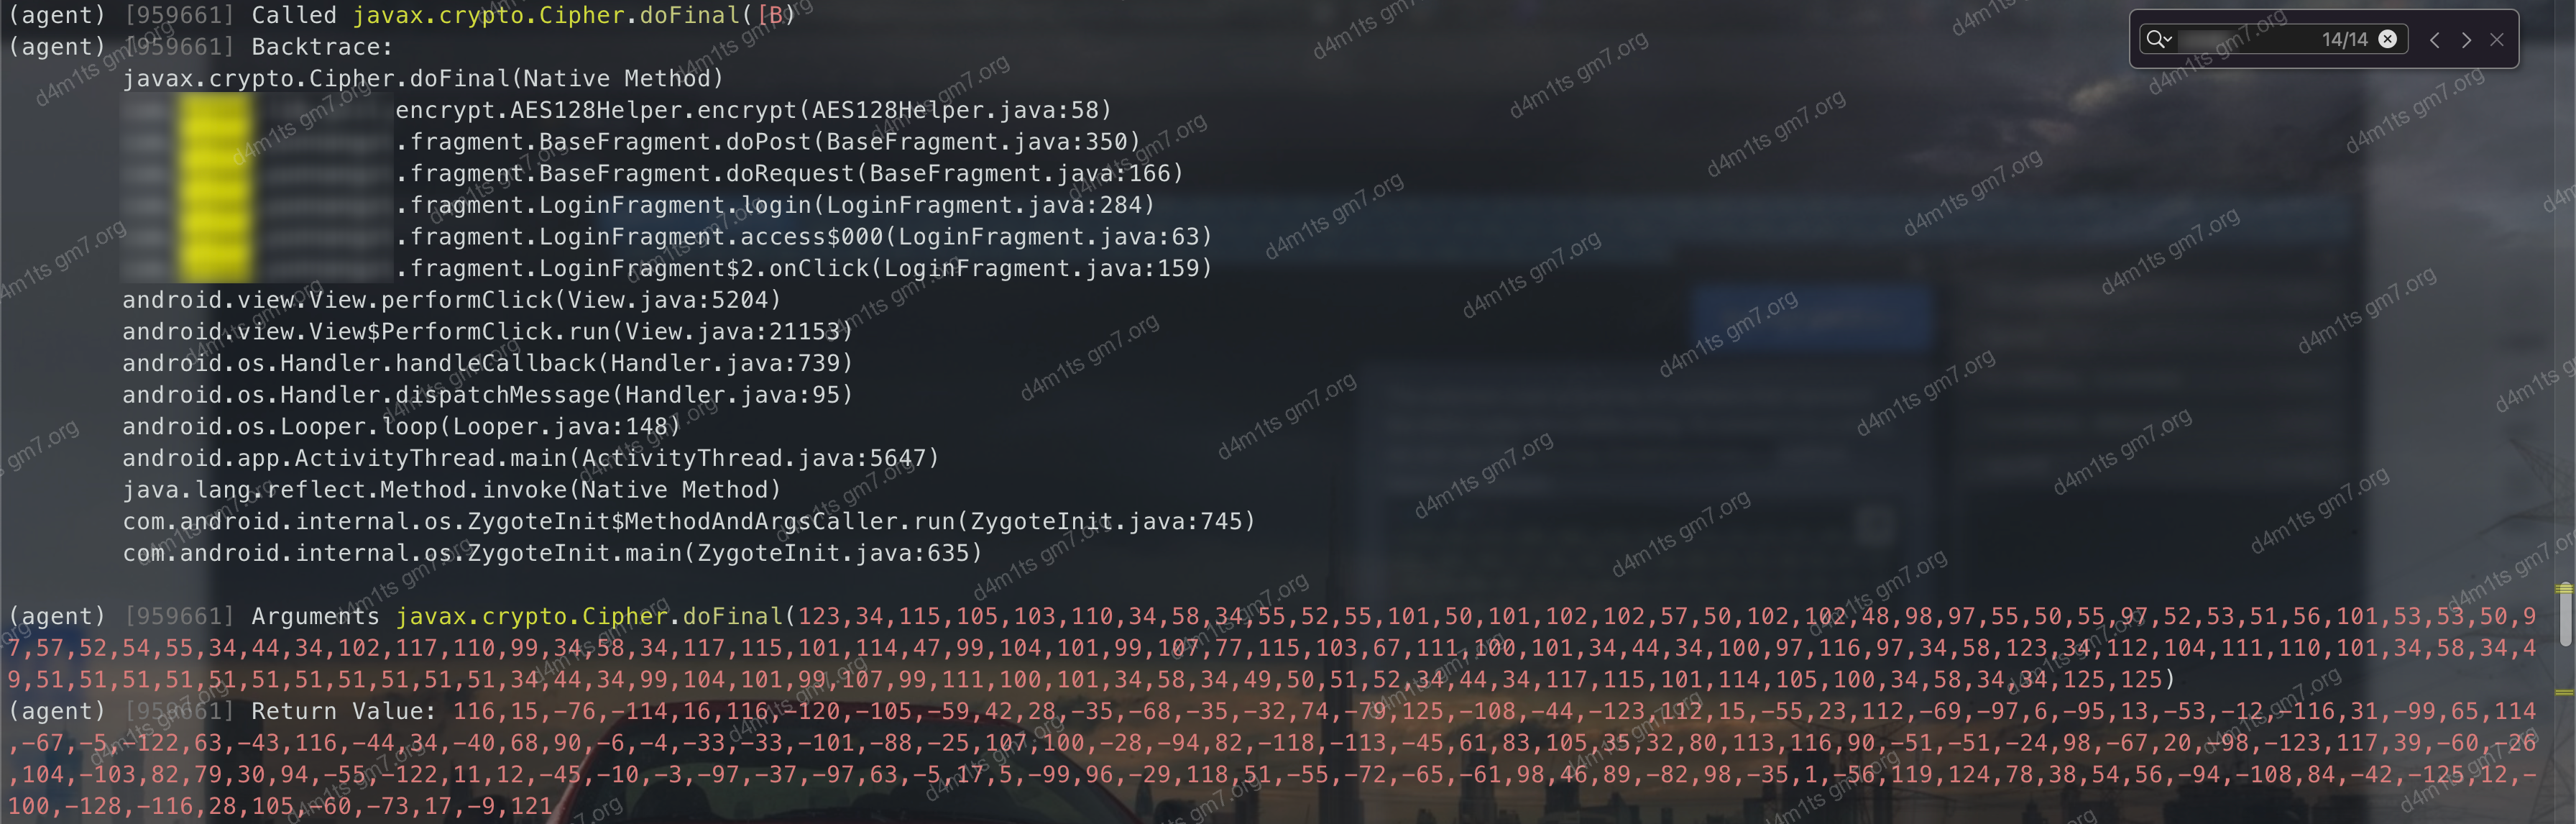 (agent) [959661] Called javax.crypto.Cipher.doFinal([B)
14/14
(agent) [959661] Backtrace:
javax.crypto.Cipher.doFinal(Native Method)
encrypt.AES128Helper.encrypt(AES128Helper.java:58)
.fragment.BaseFragment.doPost(BaseFragment.java:350)
.fragment.BaseFragment.doRequest(BaseFragment.java:166)
.fragment.LoginFragment.login(LoginFragment.java:284)
.fragment.LoginFragment.access$000(LoginFragment.java:63)
.fragment.LoginFragment$2.onClick(LoginFragment.java:159)
android.view.View.performClick(View.java:5204)
android.view.View$PerformClick.run(View.java:21153)
android.os.Handler.handleCallback(Handler.java:739)
android.os.Handler.dispatchMessage(Handler.java:95)
android.os.Looper.loop(Looper.java:148)
android.app.ActivityThread.main(ActivityThread.java:5647)
java.lang.reflect.Method.invoke(Native Method)
com.android.internal.os.ZygoteInit$MethodAndArgsCaller.run(ZygoteInit.java:745)
com.android.internal.os.ZygoteInit.main(ZygoteInit.java:635)
(agent) [959661] Arguments javax.crypto.Cipher.doFinal(123,34,115,105,103,110,34,58,34,55,52,55,101,50,101,102,102,57,50,102,102,48,98,97,55,50,55,97,52,53,51,56,101,53,53,50,9
7,57,52,54,55,34,44,34,102,117,110,99,34,58,34,117,115,101,114,47,99,104,101,99,107,77,115,103,67,111,100,101,34,44,34,100,97,116,97,34,58,123,34,112,104,111,110,101,34,58,34,4
9,51,51,51,51,51,51,51,51,51,51,34,44,34,99,104,101,99,107,99,111,100,101,34,58,34,49,50,51,52,34,44,34,117,115,101,114,105,100,34,58,34,34,125,125)
(agent) [959661] Return Value: 116,15,-76,-114,16,116,-120,-105,-59,42,28,-35,-68,-35,-32,74,-79,125,-108,-44,-123,112,15,-55,23,112,-69,-97,6,-95,13,-53,-12,-116,31,-99,65,114
,-67,-5,-122,63,-43,116,-44,34,-40,68,90,-6,-4,-33,-33,-101,-88,-25,107,100,-28,-94,82,-118,-113,-45,61,83,105,35,32,80,113,116,90,-51,-51,-24,98,-67,20,-98,-123,117,39,-60,-26
,104,-103,82,79,30,94,-55,-122,11,12,-45,-10,-3,-97,-37,-97,63,-5,17,5,-99,96,-29,118,51,-55,-72,-65,-61,98,46,89,-82,98,-35,1,-56,119,124,78,38,54,56,-94,-108,84,-42,-125,12,-
100,-128,-116,28,105,-60,-73,17,-9,121
d4m1ts gm7.org